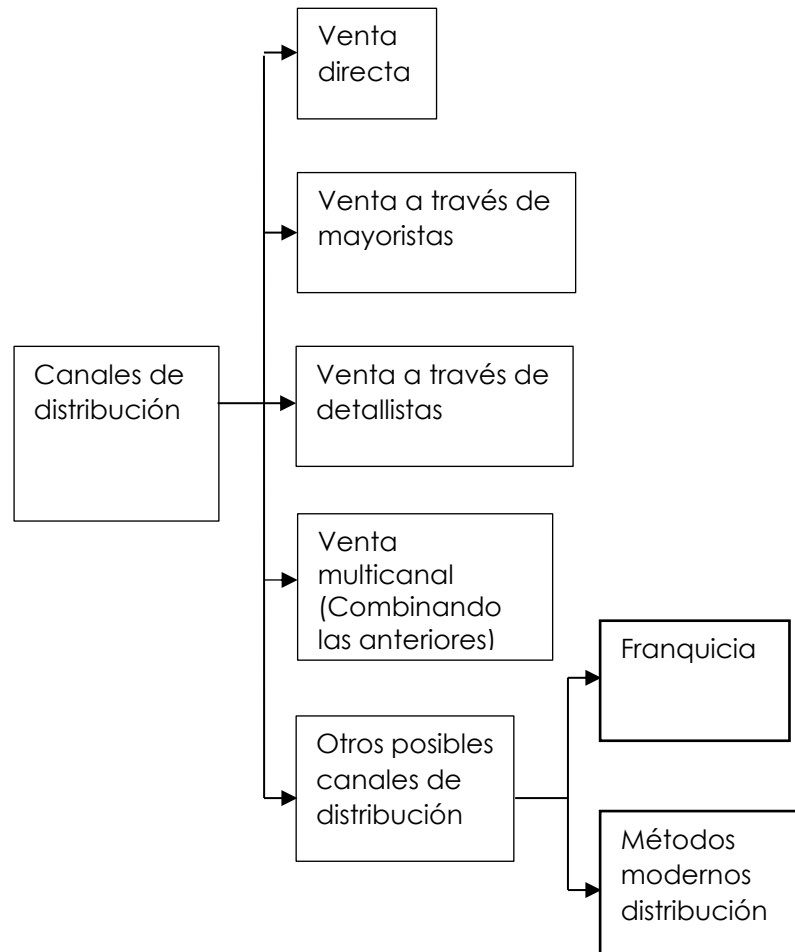 Venta
directa
Venta a través de
mayoristas
Canales de
distribución
Venta a través de
detallistas
Venta
multicanal
(Combinando
las anteriores)
Otros posibles
canales de
distribución
Franquicia
Métodos
modernos
distribución